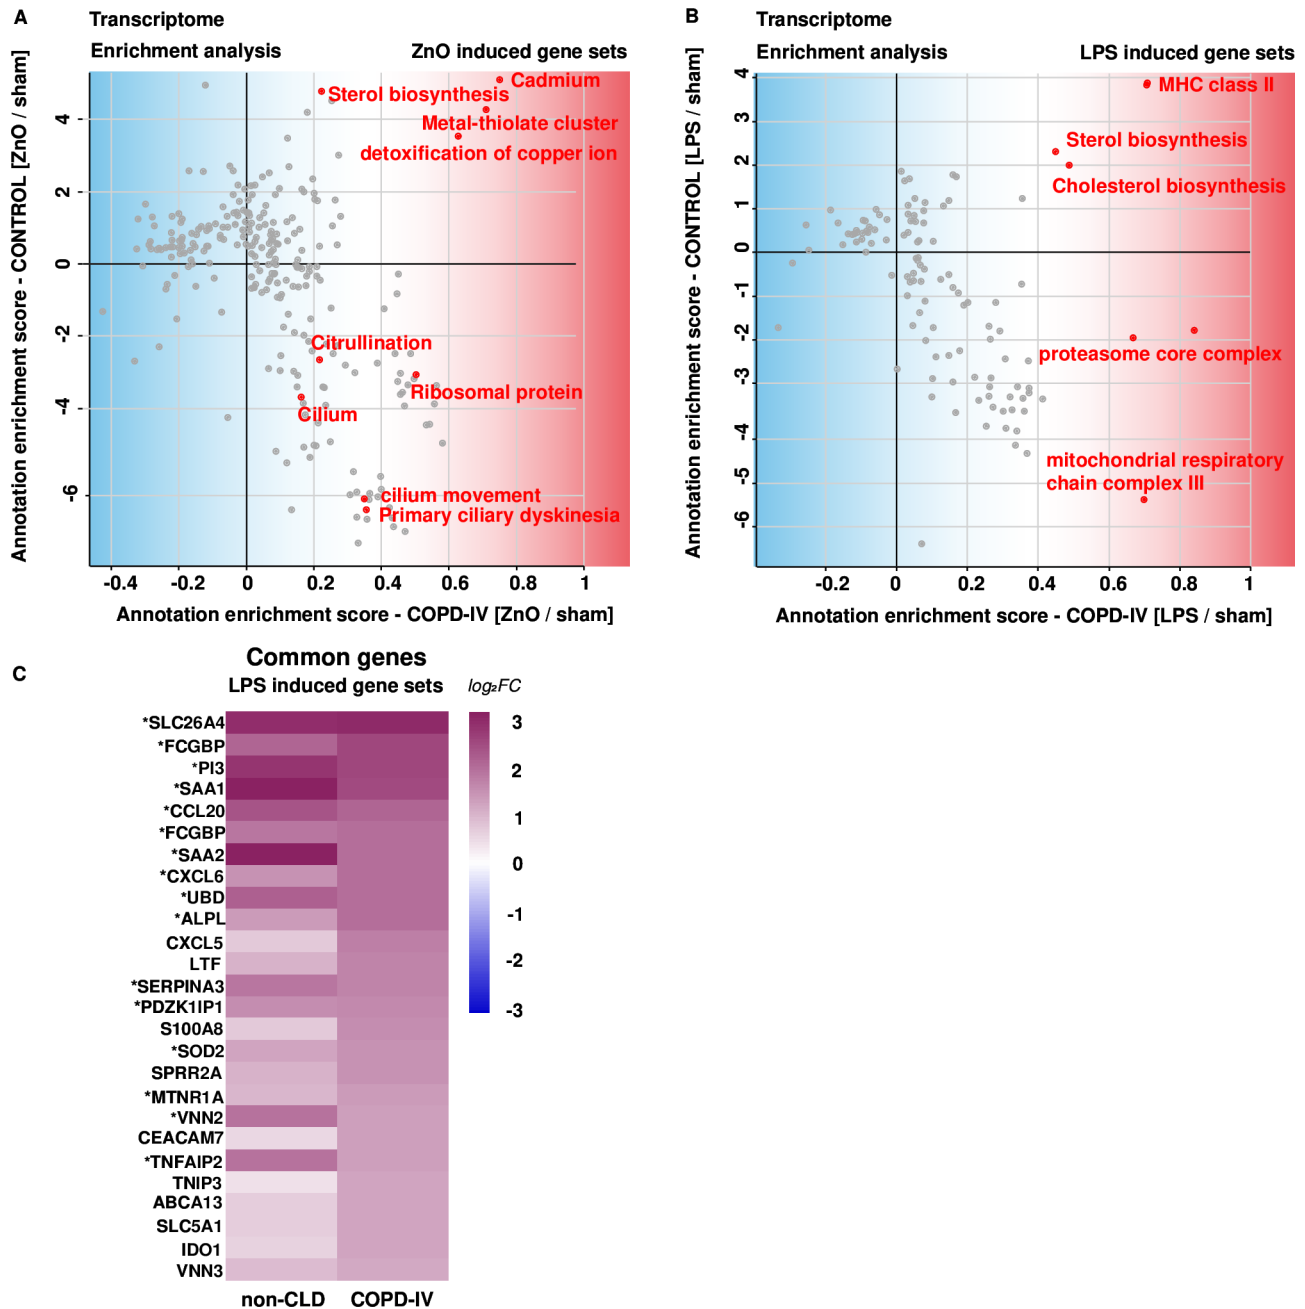 A
Transcriptome
Enrichment analysis
ZnO induced gene sets
Annotation enrichment score - CONTROL [ZnO / sham]
4
2
0
-2
-4
-6
Cadmium
Sterol biosynthesis
Metal-thiolate cluster
detoxification of copper ion
Citrullination
Ribosomal protein
Cilium
cilium movement
Primary ciliary dyskinesia
-0.4 -0.2 0 0.2 0.4 0.6 0.8 1
Annotation enrichment score - COPD-IV [ZnO / sham]
B
Transcriptome
Enrichment analysis
LPS induced gene sets
Annotation enrichment score - CONTROL [LPS / sham]
4
3
2
1
0
-1
-2
-3
-4
-5
-6
MHC class II
Sterol biosynthesis
Cholesterol biosynthesis
proteasome core complex
mitochondrial respiratory
chain complex III
-0.2 0 0.2 0.4 0.6 0.8 1
Annotation enrichment score - COPD-IV [LPS / sham]
C
Common genes
LPS induced gene sets
log₂FC
*SLC26A4
*FCGBP
*PI3
*SAA1
*CCL20
*FCGBP
*SAA2
*CXCL6
*UBD
*ALPL
CXCL5
LTF
*SERPINA3
*PDZK1IP1
S100A8
*SOD2
SPRR2A
*MTNR1A
*VNN2
CEACAM7
*TNFAIP2
TNIP3
ABCA13
SLC5A1
IDO1
VNN3
non-CLD COPD-IV
3
2
1
0
-1
-2
-3